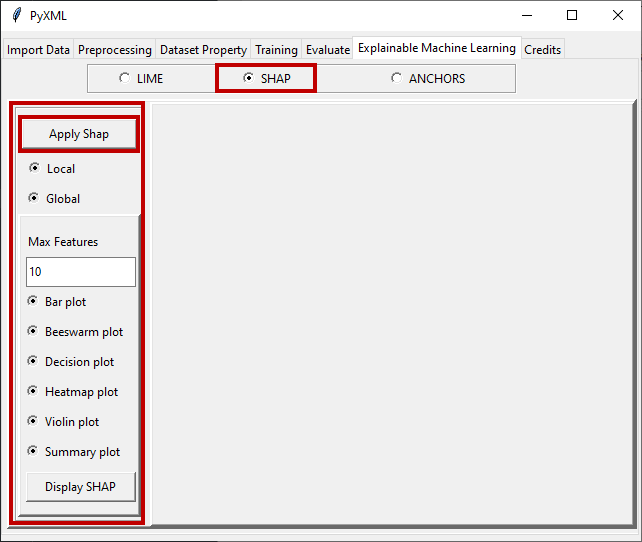 PyXML
Import Data Preprocessing Dataset Property Training Evaluate Explainable Machine Learning Credits
LIME SHAP ANCHORS
Apply Shap
Local
Global
Max Features
10
Bar plot
Beeswarm plot
Decision plot
Heatmap plot
Violin plot
Summary plot
Display SHAP